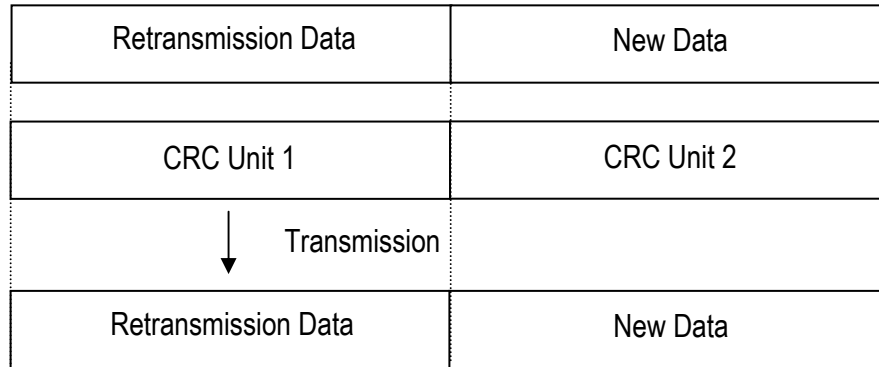 Retransmission Data New Data
CRC Unit 1 CRC Unit 2
Transmission
Retransmission Data New Data